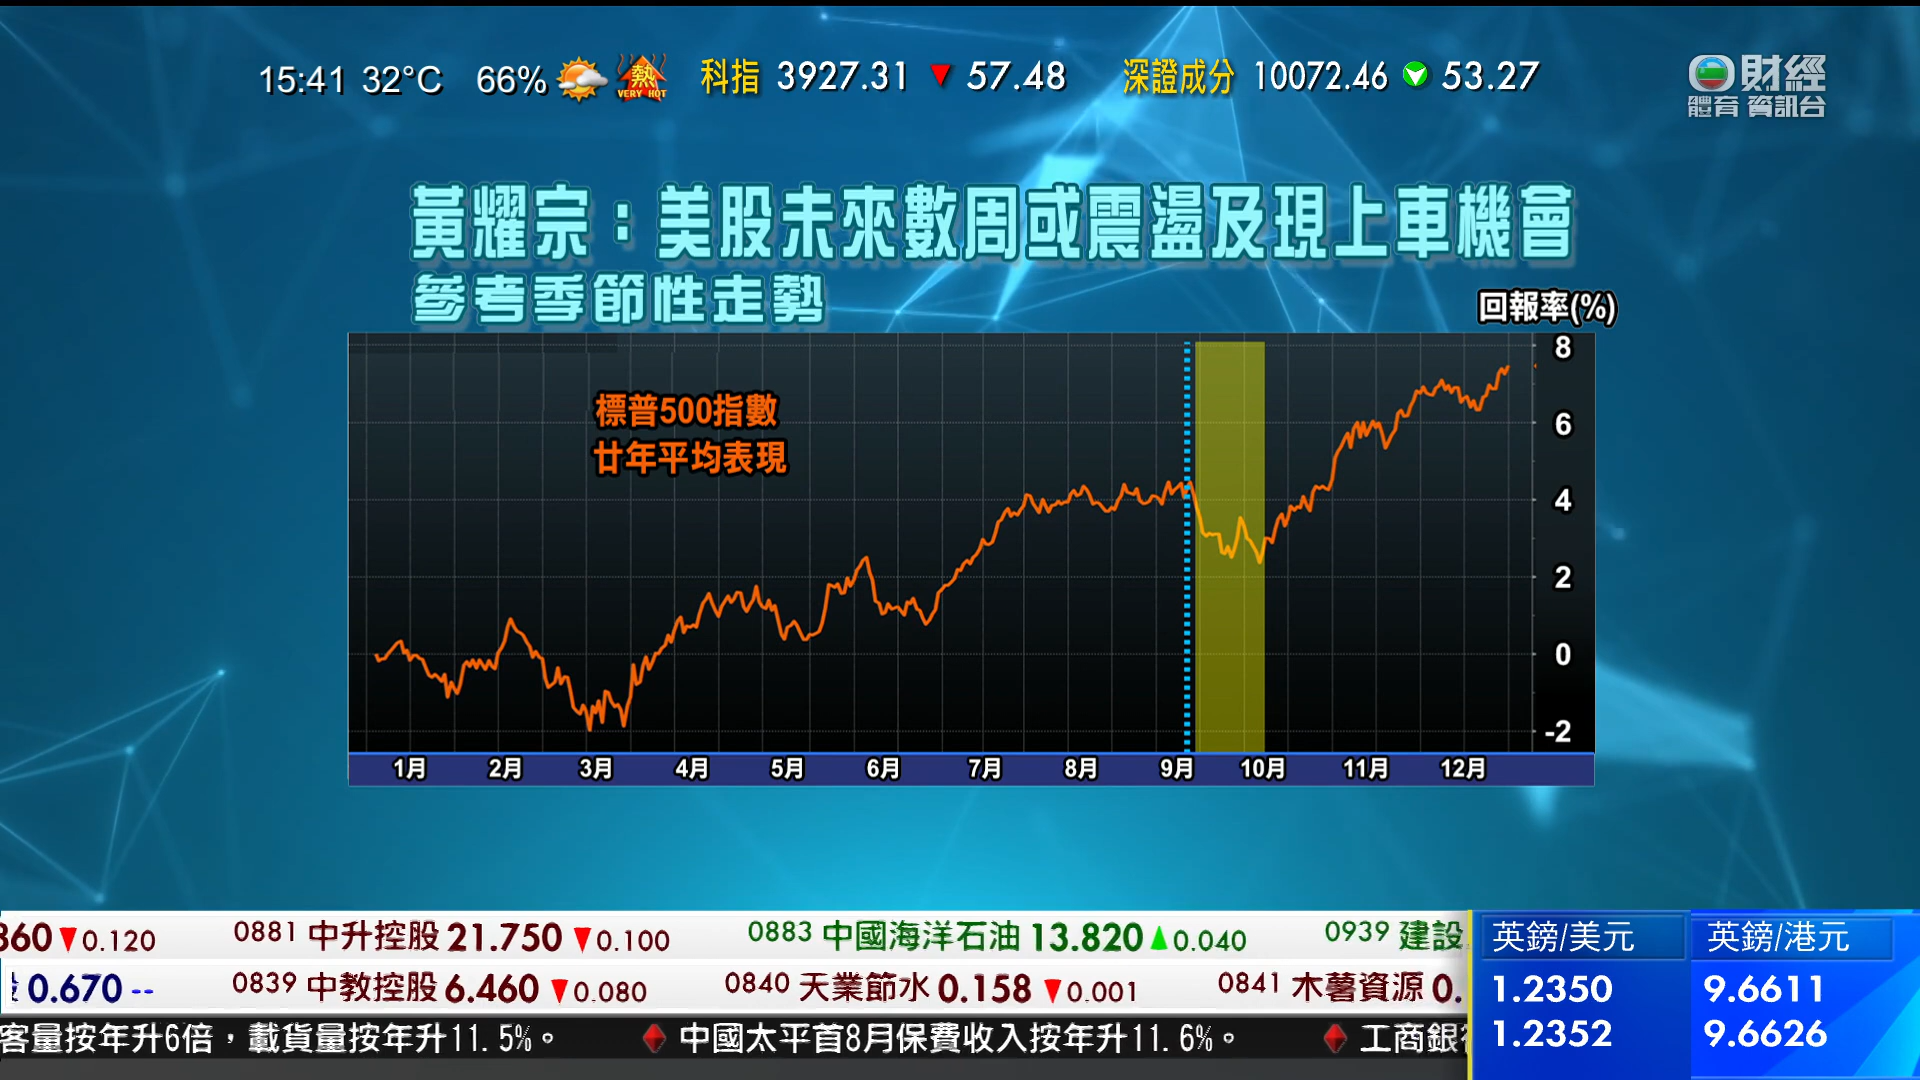 15:41 32°C 66% 熱 VERY HOT 科指 3927.31 ▼ 57.48 深證成分 10072.46 53.27
財經
體育 資訊台
黃耀宗：美股未來數周或震盪及現上車機會
參考季節性走勢
回報率(%)
標普500指數
廿年平均表現
8
6
4
2
0
-2
1月 2月 3月 4月 5月 6月 7月 8月 9月 10月 11月 12月
360 ▼ 0.120 0881 中升控股 21.750 ▼ 0.100 0883 中國海洋石油 13.820 ▲ 0.040 0939 建設
0.670 -- 0839 中教控股 6.460 ▼ 0.080 0840 天業節水 0.158 ▼ 0.001 0841 木薯資源 0.
客量按年升6倍，載貨量按年升11.5%。 中國太平首8月保費收入按年升11.6%。 工商銀
英鎊/美元
1.2350
1.2352
英鎊/港元
9.6611
9.6626